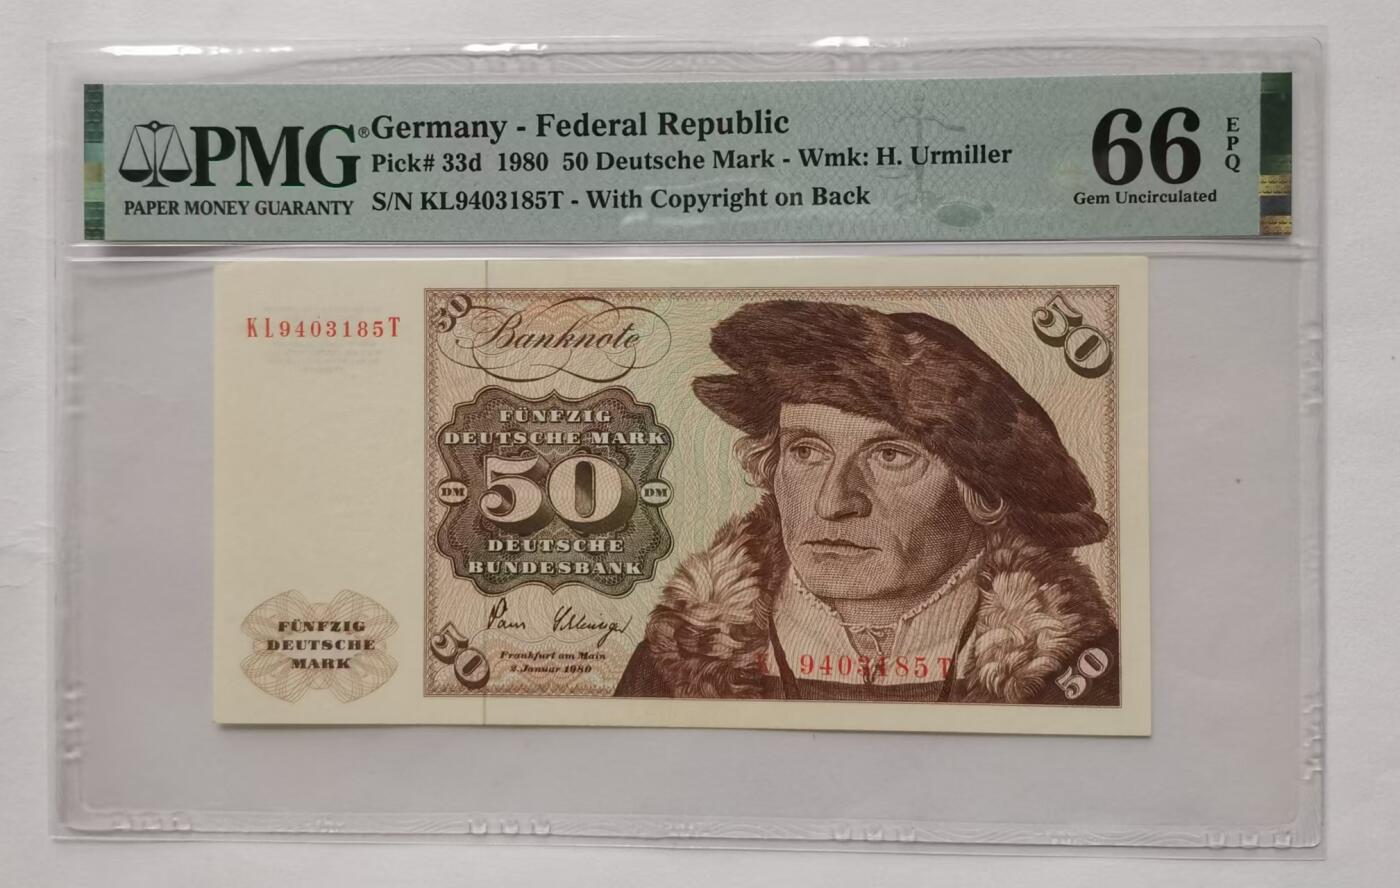 PMG®
PAPER MONEY GUARANTY
Germany - Federal Republic
Pick# 33d 1980 50 Deutsche Mark - Wmk: H. Urmiller
S/N KL9403185T - With Copyright on Back
66
EPQ
Gem Uncirculated
KL9403185T
50
Banknote
50
FÜNFZIG
DEUTSCHE MARK
DM 50 DM
DEUTSCHE
BUNDESBANK
Frankfurt am Main
2. Januar 1980
FÜNFZIG
DEUTSCHE
MARK
50
KL9403185T
50